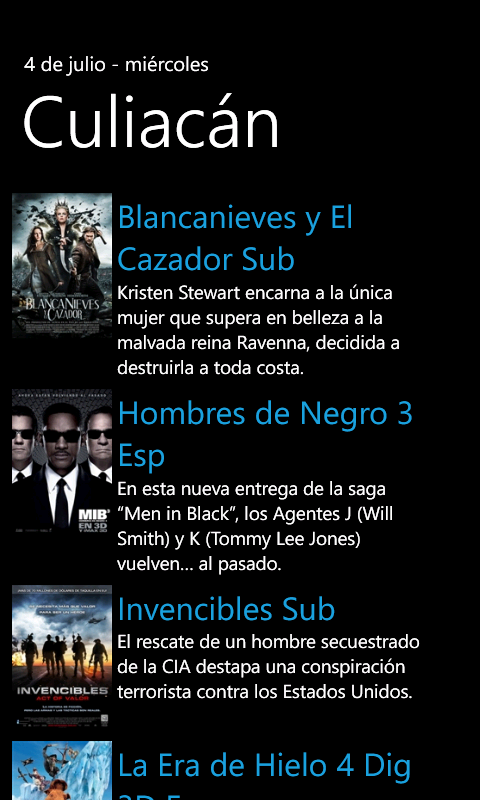 4 de julio - miércoles
Culiacán
BLANCANIEVES
Y EL CAZADOR
Blancanieves y El
Cazador Sub
Kristen Stewart encarna a la única
mujer que supera en belleza a la
malvada reina Ravenna, decidida a
destruirla a toda costa.
MIB³
EN 3D
Hombres de Negro 3
Esp
En esta nueva entrega de la saga
“Men in Black”, los Agentes J (Will
Smith) y K (Tommy Lee Jones)
vuelven... al pasado.
INVENCIBLES
ACT OF VALOR
Invencibles Sub
El rescate de un hombre secuestrado
de la CIA destapa una conspiración
terrorista contra los Estados Unidos.
La Era de Hielo 4 Dig